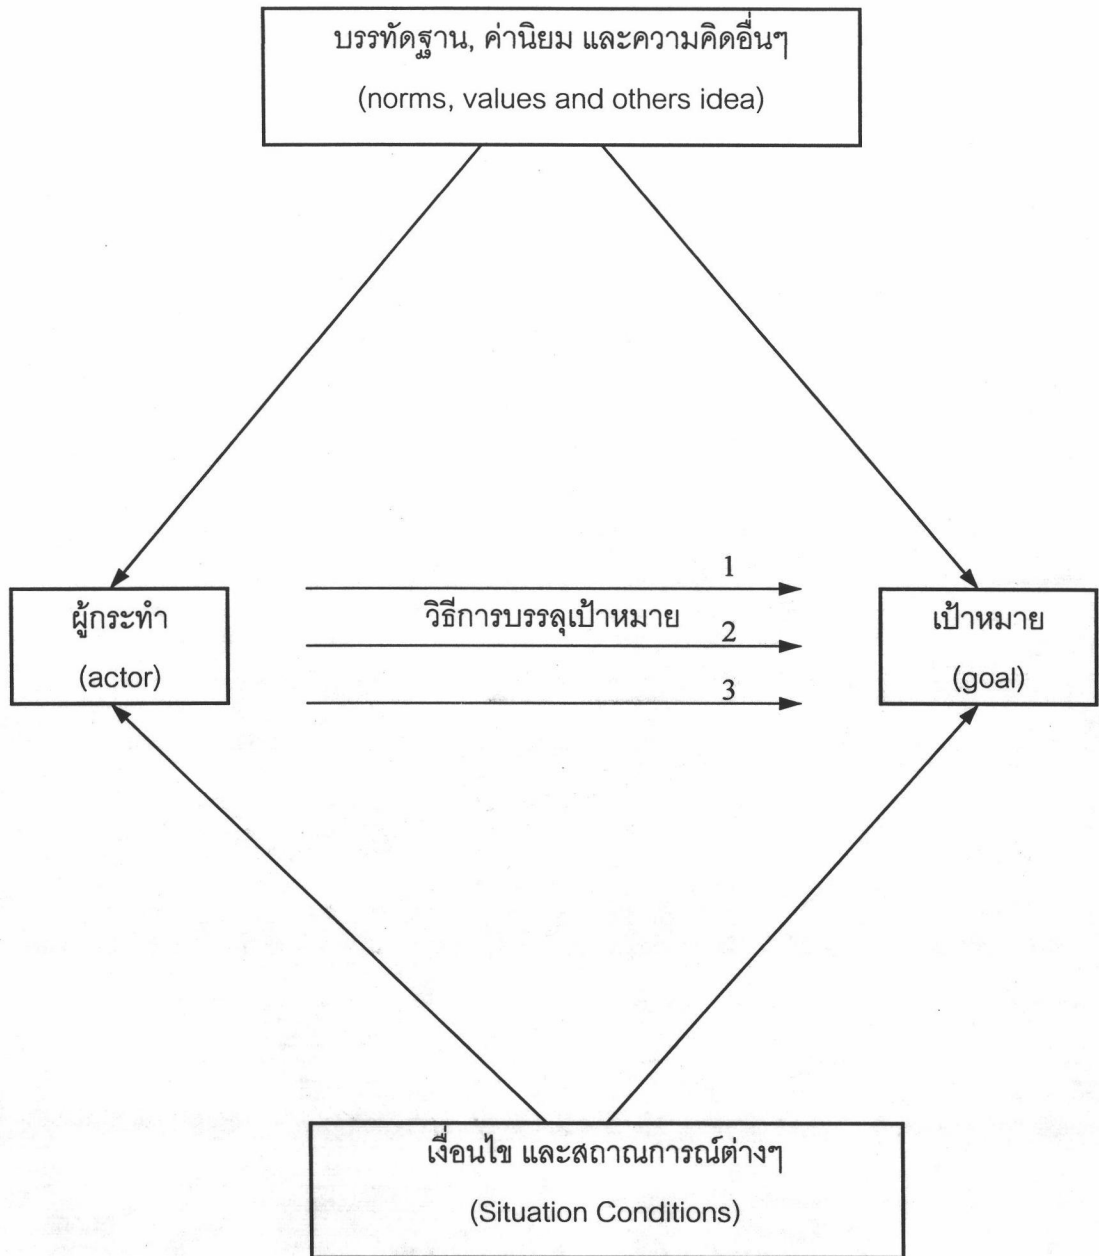 บรรทัดฐาน, ค่านิยม และความคิดอื่นๆ
(norms, values and others idea)
1
ผู้กระทำ
(actor)
วิธีการบรรลุเป้าหมาย 2
3
เป้าหมาย
(goal)
เงื่อนไข และสถาณการณ์ต่างๆ
(Situation Conditions)